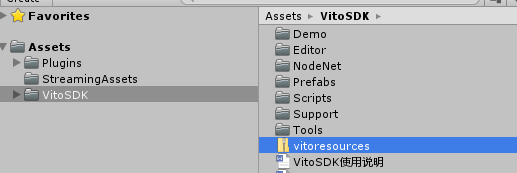 Create
Favorites
Assets
Plugins
StreamingAssets
VitoSDK
Assets ▸ VitoSDK ▸
Demo
Editor
NodeNet
Prefabs
Scripts
Support
Tools
vitoresources
VitoSDK使用说明